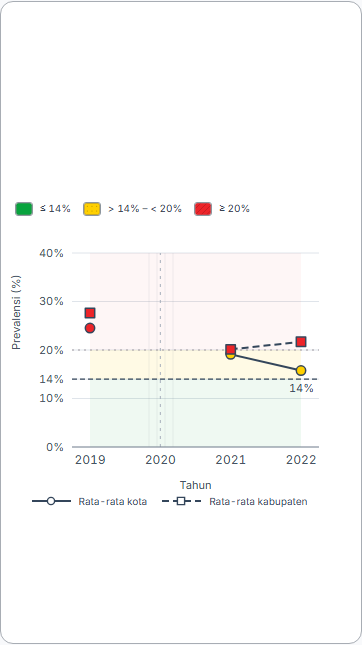 ≤ 14%
> 14% – < 20%
≥ 20%
Prevalensi (%)
40%
30%
20%
14%
10%
0%
14%
2019
2020
2021
2022
Tahun
Rata-rata kota
Rata-rata kabupaten